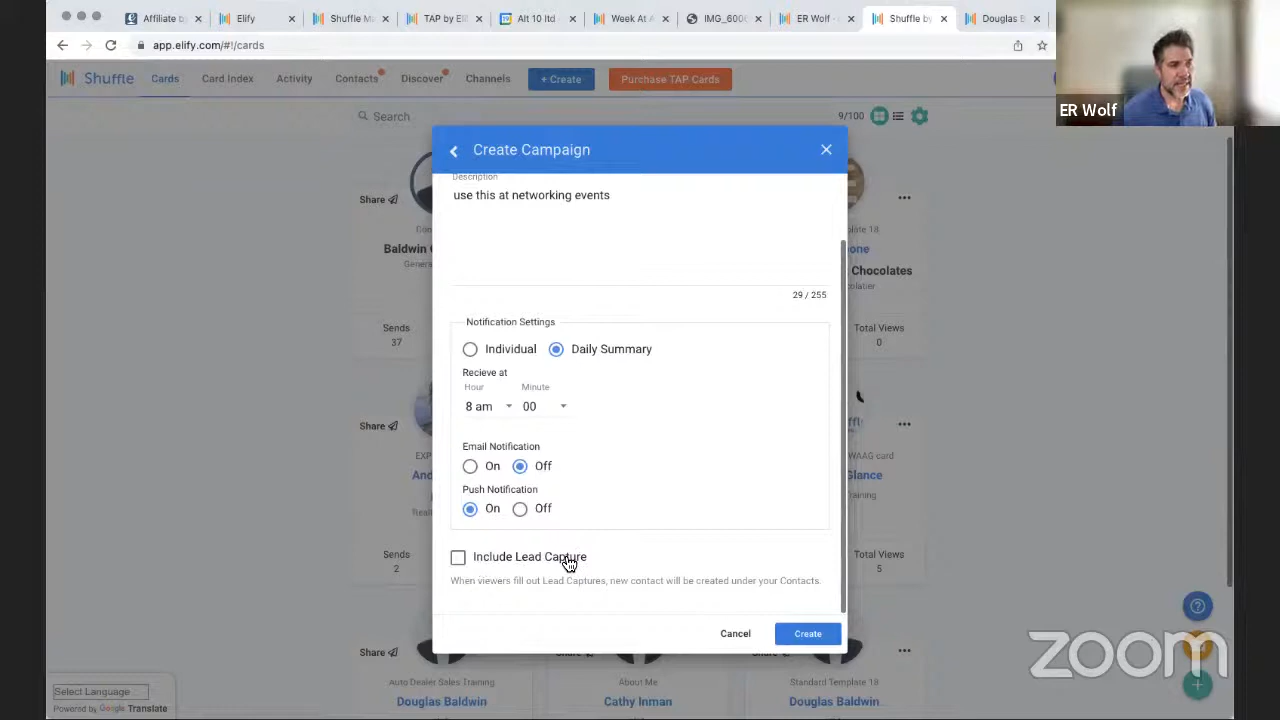 Affiliate by
Elify
Shuffle M
TAP by Eli
Alt 10 ltd
Week At A
IMG_600
ER Wolf -
Shuffle by
Douglas B
app.elify.com/#!/cards
ER Wolf
Shuffle
Cards
Card Index
Activity
Contacts
Discover
Channels
+ Create
Purchase TAP Cards
Search
9/100
Create Campaign
Share
Description
use this at networking events
29 / 255
Baldwin
Chocolates
Notification Settings
Individual
Daily Summary
Recieve at
Hour
Minute
8 am
00
Email Notification
On
Off
Push Notification
On
Off
Include Lead Capture
When viewers fill out Lead Captures, new contact will be created under your Contacts.
Cancel
Create
Sends
37
Total Views
0
Share
WAAG card
Glance
Training
Sends
2
Total Views
5
Share
Auto Dealer Sales Training
Douglas Baldwin
About Me
Cathy Inman
Standard Template 18
Douglas Baldwin
Select Language
Powered by Google Translate
zoom